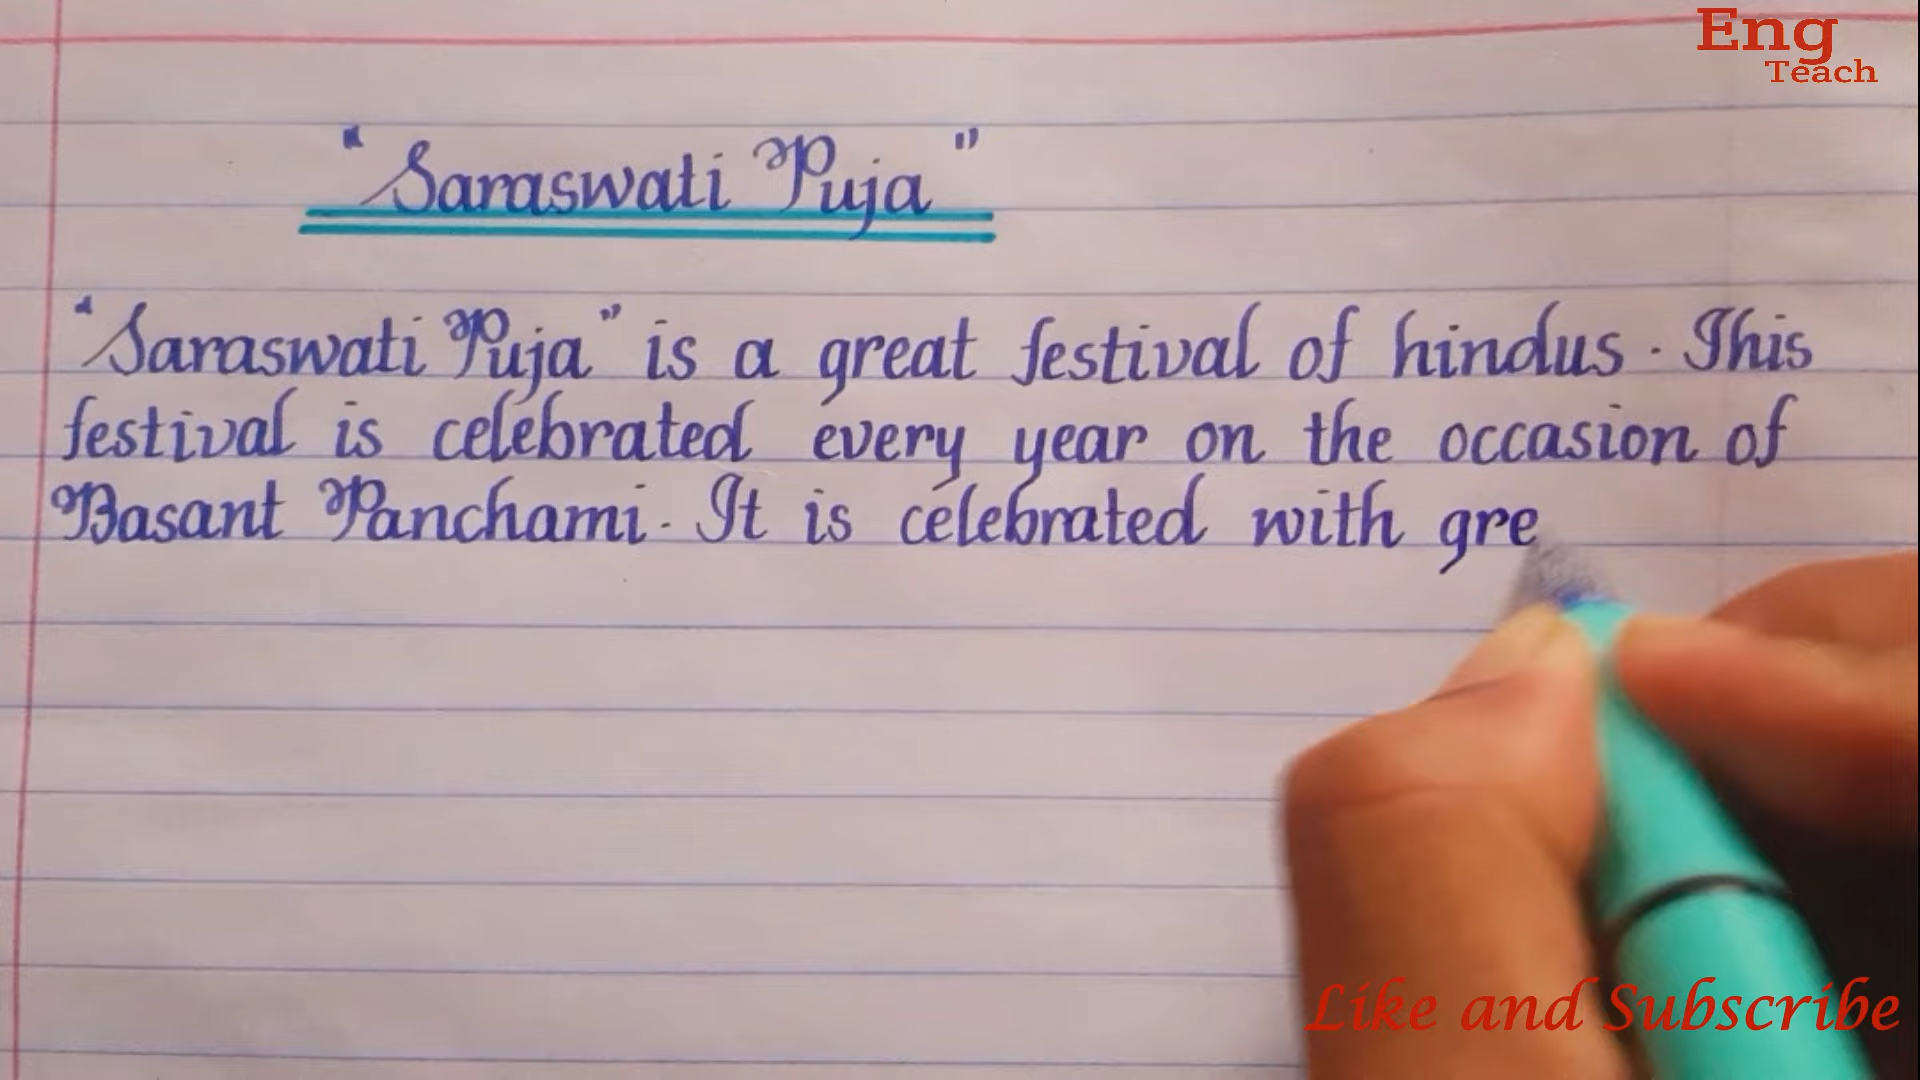 Eng
Teach
"Saraswati Puja"
"Saraswati Puja" is a great festival of hindus. This
festival is celebrated every year on the occasion of
Basant Panchami. It is celebrated with gre
Like and Subscribe